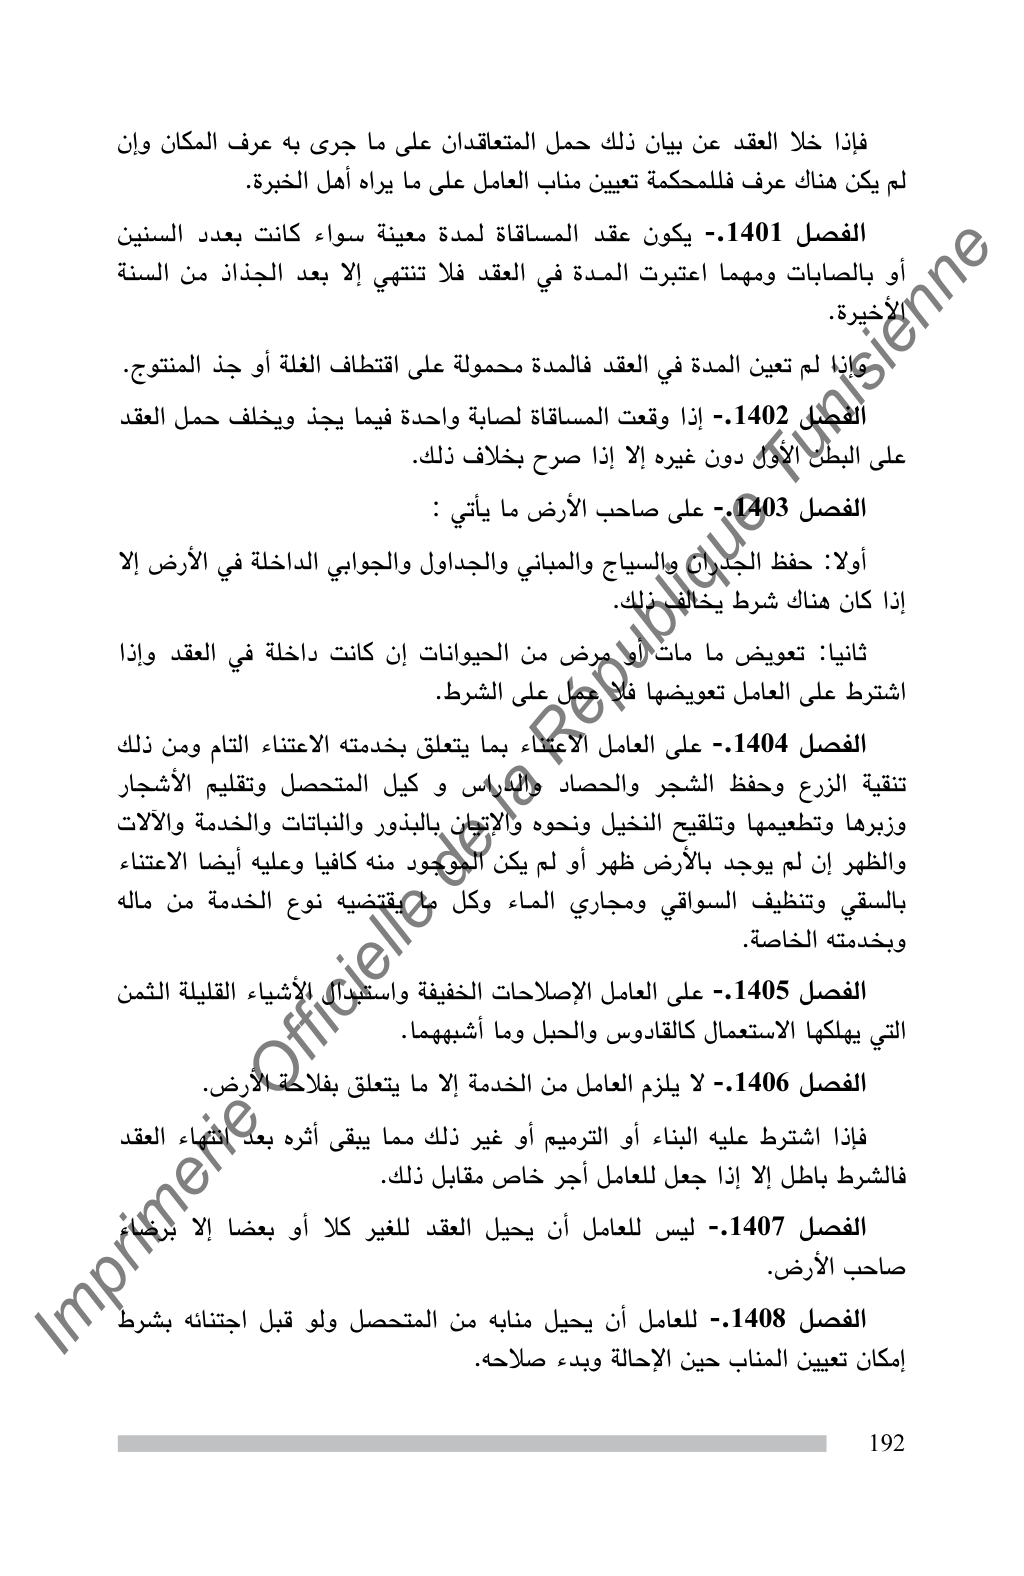 فإذا خلا العقد عن بيان ذلك حمل المتعاقدان على ما جرى به عرف المكان وإن
لم يكن هناك عرف فللمحكمة تعيين مناب العامل على ما يراه أهل الخبرة.
الفصل 1401.- يكون عقد المساقاة لمدة معينة سواء كانت بعدد السنين
أو بالصابات ومهما اعتبرت المدة في العقد فلا تنتهي إلا بعد الجذاذ من السنة
الأخيرة.
وإذا لم تعين المدة في العقد فالمدة محمولة على اقتطاف الغلة أو جذ المنتوج.
الفصل 1402.- إذا وقعت المساقاة لصابة واحدة فيما يجذ ويخلف حمل العقد
على البطن الأول دون غيره إلا إذا صرح بخلاف ذلك.
الفصل 1403.- على صاحب الأرض ما يأتي :
أولا: حفظ الجدران والسياج والمباني والجداول والجوابي الداخلة في الأرض إلا
إذا كان هناك شرط يخالف ذلك.
ثانيا: تعويض ما مات أو مرض من الحيوانات إن كانت داخلة في العقد وإذا
اشترط على العامل تعويضها فلا عمل على الشرط.
الفصل 1404.- على العامل الاعتناء بما يتعلق بخدمته الاعتناء التام ومن ذلك
تنقية الزرع وحفظ الشجر والحصاد والدراس و كيل المتحصل وتقليم الأشجار
وزبرها وتطعيمها وتلقيح النخيل ونحوه والإتيان بالبذور والنباتات والخدمة والآلات
والظهر إن لم يوجد بالأرض ظهر أو لم يكن الموجود منه كافيا وعليه أيضا الاعتناء
بالسقي وتنظيف السواقي ومجاري الماء وكل ما يقتضيه نوع الخدمة من ماله
وبخدمته الخاصة.
الفصل 1405.- على العامل الإصلاحات الخفيفة واستبدال الأشياء القليلة الثمن
التي يهلكها الاستعمال كالقادوس والحبل وما أشبههما.
الفصل 1406.- لا يلزم العامل من الخدمة إلا ما يتعلق بفلاحة الأرض.
فإذا اشترط عليه البناء أو الترميم أو غير ذلك مما يبقى أثره بعد انتهاء العقد
فالشرط باطل إلا إذا جعل للعامل أجر خاص مقابل ذلك.
الفصل 1407.- ليس للعامل أن يحيل العقد للغير كلا أو بعضا إلا برضاء
صاحب الأرض.
الفصل 1408.- للعامل أن يحيل منابه من المتحصل ولو قبل اجتنائه بشرط
إمكان تعيين المناب حين الإحالة وبدء صلاحه.
192
Imprimerie Officielle de la République Tunisienne